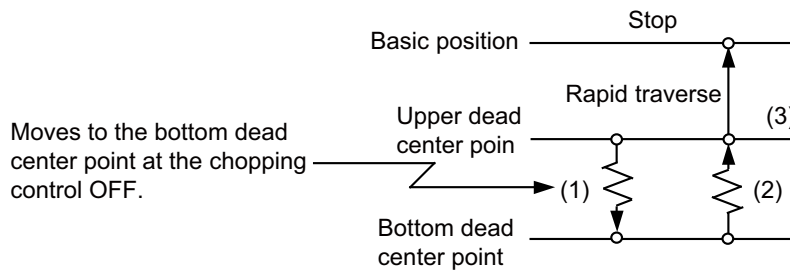 Stop
Basic position
Rapid traverse
Upper dead
center poin
(3)
Moves to the bottom dead
center point at the chopping
control OFF.
(1)
(2)
Bottom dead
center point